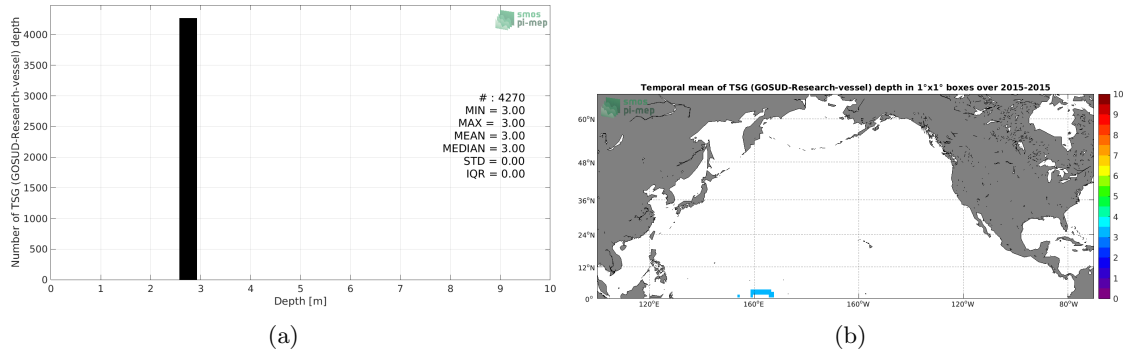 smos
pi-mep
Number of TSG (GOSUD-Research-vessel) depth
4000
3500
3000
2500
2000
1500
1000
500
0
# : 4270
MIN = 3.00
MAX = 3.00
MEAN = 3.00
MEDIAN = 3.00
STD = 0.00
IQR = 0.00
0 1 2 3 4 5 6 7 8 9 10
Depth [m]
(a)
Temporal mean of TSG (GOSUD-Research-vessel) depth in 1°x1° boxes over 2015-2015
smos
pi-mep
60°N
48°N
36°N
24°N
12°N
0°
120°E 160°E 160°W 120°W 80°W
10
9
8
7
6
5
4
3
2
1
0
(b)